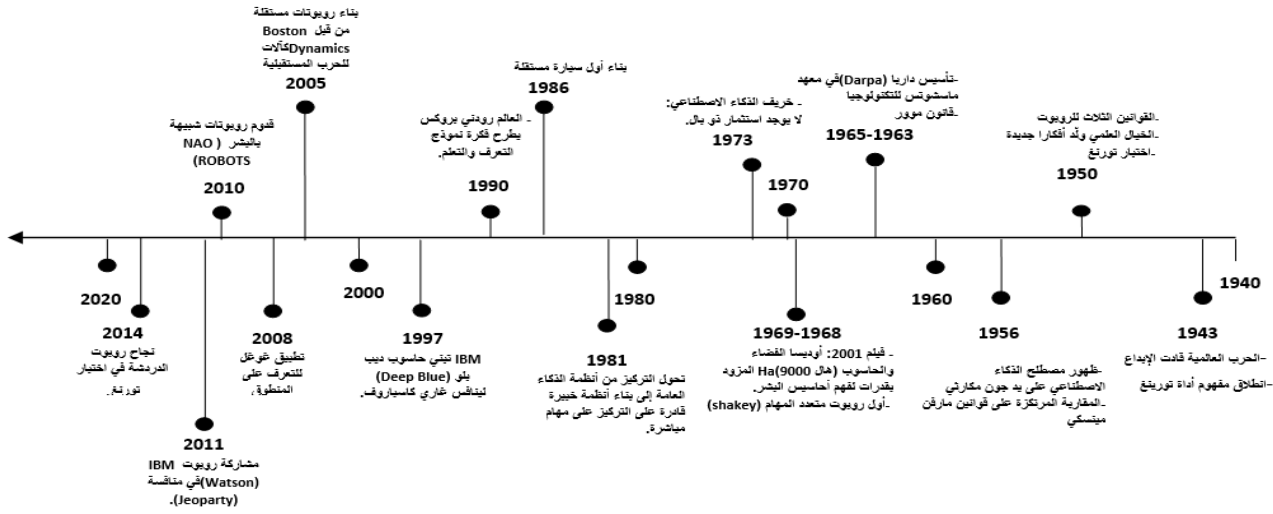 1940
1943
–الحرب العالمية قادت الإبداع
–انطلاق مفهوم أداة تورينغ
-القوانين الثلاث للروبوت
-الخيال العلمي ولّد أفكارا جديدة
-اختبار تورنغ
1950
1956
-ظهور مصطلح الذكاء
الاصطناعي على يد جون مكارثي
-المقاربة المرتكزة على قوانين مارفن
مينسكي
1960
-تأسيس داربا (Darpa)في معهد
ماسشوتس للتكنولوجيا
-قانون موور
1965-1963
1969-1968
- فيلم 2001: أوديسا الفضاء
والحاسوب (هال 9000)Ha المزود
بقدرات لفهم أحاسيس البشر.
-أول روبوت متعدد المهام (shakey)
1970
- خريف الذكاء الاصطناعي:
لا يوجد استثمار ذو بال.
1973
1980
1981
تحول التركيز من أنظمة الذكاء
العامة إلى بناء أنظمة خبيرة
قادرة على التركيز على مهام
مباشرة.
بناء أول سيارة مستقلة
1986
- العالم رودني بروكس
يطرح فكرة نموذج
التعرف والتعلم.
1990
1997
IBM تبني حاسوب ديب
بلو (Deep Blue)
لينافس غاري كاسياروف.
2000
بناء روبوتات مستقلة
من قبل Boston
Dynamicsكآلات
للحرب المستقبلية
2005
2008
تطبيق غوغل
للتعرف على
المنطوق.
قدوم روبوتات شبيهة
بالبشر ( NAO
ROBOTS)
2010
2011
مشاركة روبوت IBM
(Watson)في منافسة
(Jeoparty).
2014
نجاح روبوت
الدردشة في اختبار
تورنغ.
2020